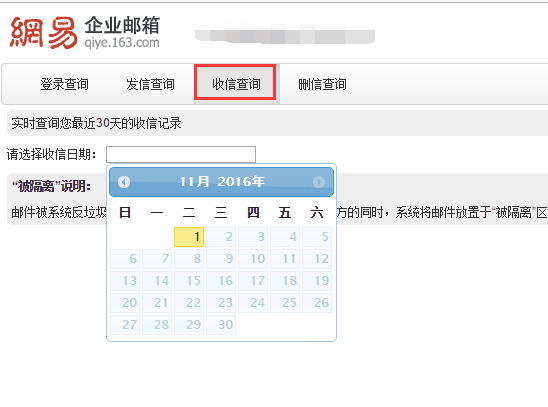 網易 企业邮箱
qiye.163.com
登录查询 发信查询 收信查询 删信查询
实时查询您最近30天的收信记录
请选择收信日期：
11月 2016年
日 一 二 三 四 五 六
1 2 3 4 5
6 7 8 9 10 11 12
13 14 15 16 17 18 19
20 21 22 23 24 25 26
27 28 29 30
“被隔离”说明：
邮件被系统反垃圾 方的同时，系统将邮件放置于“被隔离”区